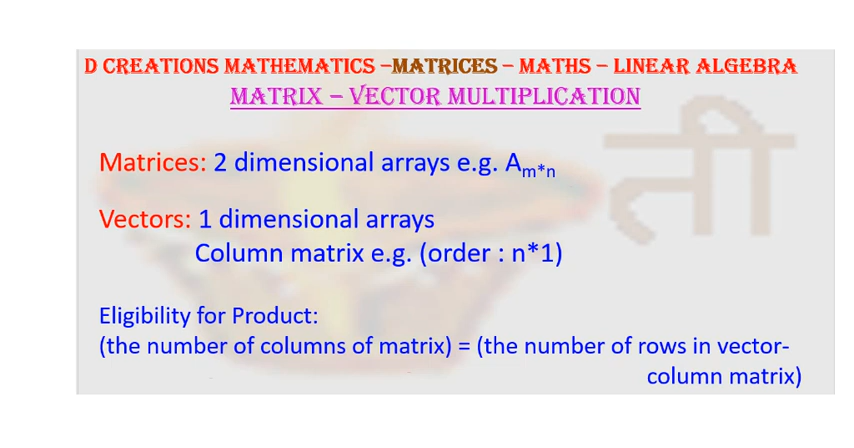 D CREATIONS MATHEMATICS –MATRICES – MATHS – LINEAR ALGEBRA
MATRIX – VECTOR MULTIPLICATION
Matrices: 2 dimensional arrays e.g. Am*n
Vectors: 1 dimensional arrays
Column matrix e.g. (order : n*1)
Eligibility for Product:
(the number of columns of matrix) = (the number of rows in vector-
column matrix)
ती